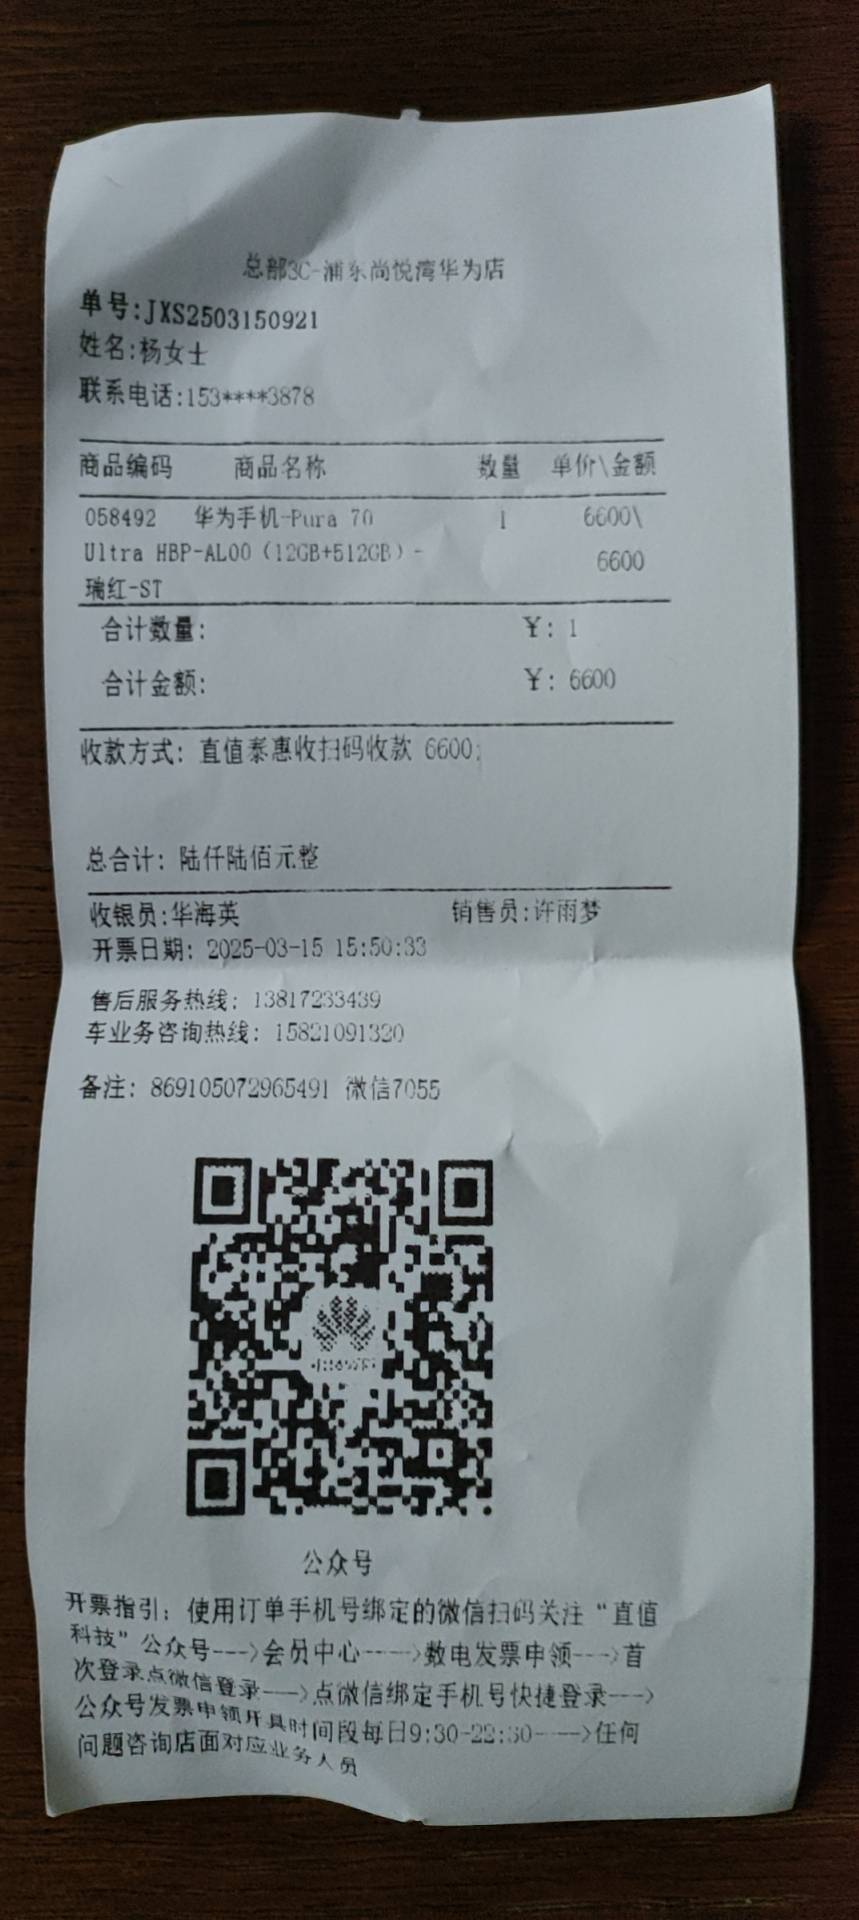 总部3C-浦东尚悦湾华为店
单号:JXS2503150921
姓名:杨女士
联系电话:153****3878
商品编码 商品名称 数量 单价\金额
058492 华为手机-Pura 70 1 6600\
Ultra HBP-AL00（12GB+512GB）- 6600
瑞红-ST
合计数量: ¥: 1
合计金额: ¥: 6600
收款方式: 直值泰惠收扫码收款 6600;
总合计: 陆仟陆佰元整
收银员:华海英 销售员:许雨梦
开票日期: 2025-03-15 15:50:33
售后服务热线: 13817233439
车业务咨询热线: 15821091320
备注: 869105072965491 微信7055
公众号
开票指引: 使用订单手机号绑定的微信扫码关注“直值
科技”公众号--->会员中心---->数电发票申领--->首
次登录点微信登录--->点微信绑定手机号快捷登录--->
公众号发票申领开具时间段每日9:30-22:30---->任何
问题咨询店面对应业务人员